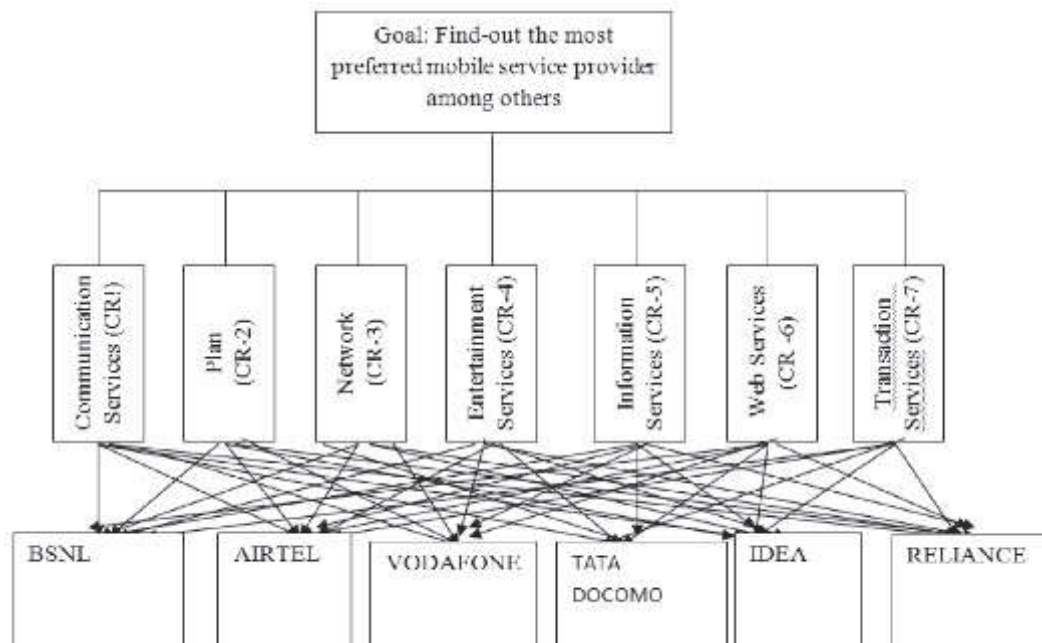 Goal: Find-out the most
preferred mobile service provider
among others
Communication
Services (CR!)
Plan
(CR-2)
Network
(CR-3)
Entertainment
Services (CR-4)
Information
Services (CR-5)
Web Services
(CR -6)
Transaction
Services (CR-7)
BSNL
AIRTEL
VODAFONE
TATA
DOCOMO
IDEA
RELIANCE